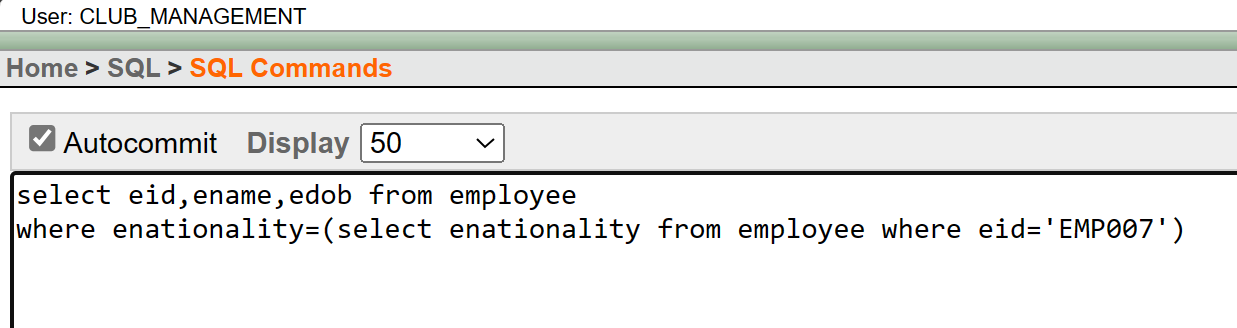 User: CLUB_MANAGEMENT
Home > SQL > SQL Commands
Autocommit Display 50
select eid,ename,edob from employee
where enationality=(select enationality from employee where eid='EMP007')